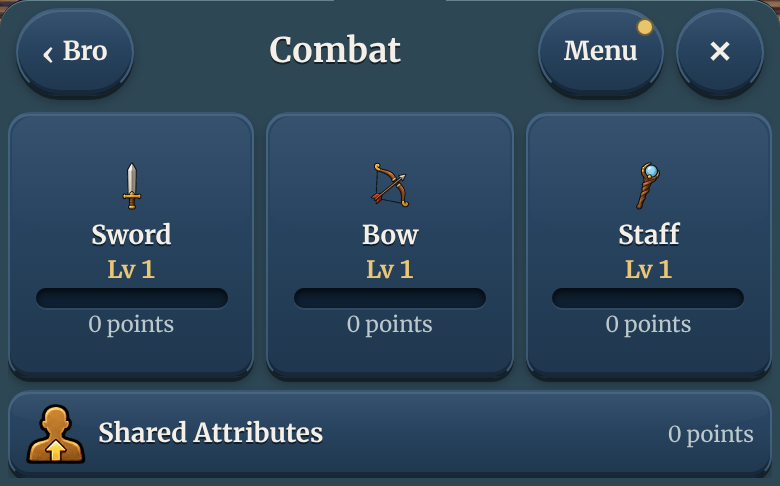 ‹ Bro
Combat
Menu
×
Sword
Lv 1
0 points
Bow
Lv 1
0 points
Staff
Lv 1
0 points
Shared Attributes
0 points